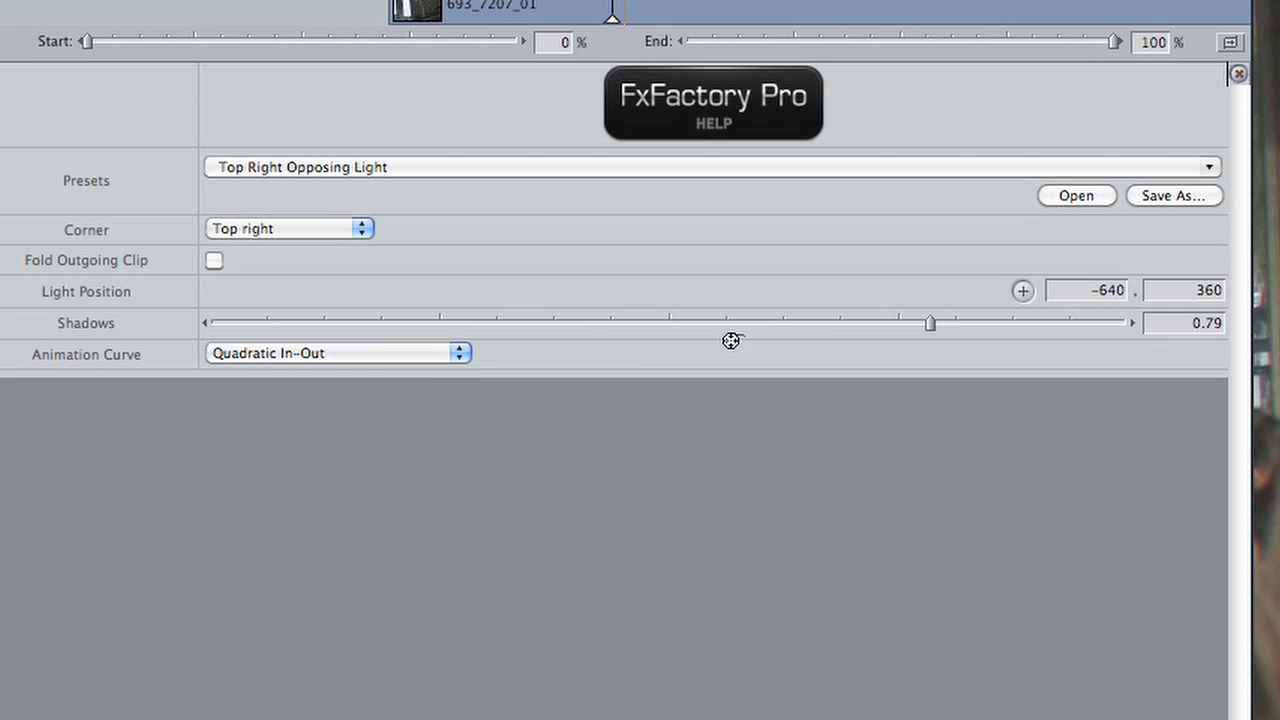 693_7207_01
Start: 0 % End: 100 %
FxFactory Pro
HELP
Presets Top Right Opposing Light
Open Save As...
Corner Top right
Fold Outgoing Clip
Light Position -640 , 360
Shadows 0.79
Animation Curve Quadratic In-Out